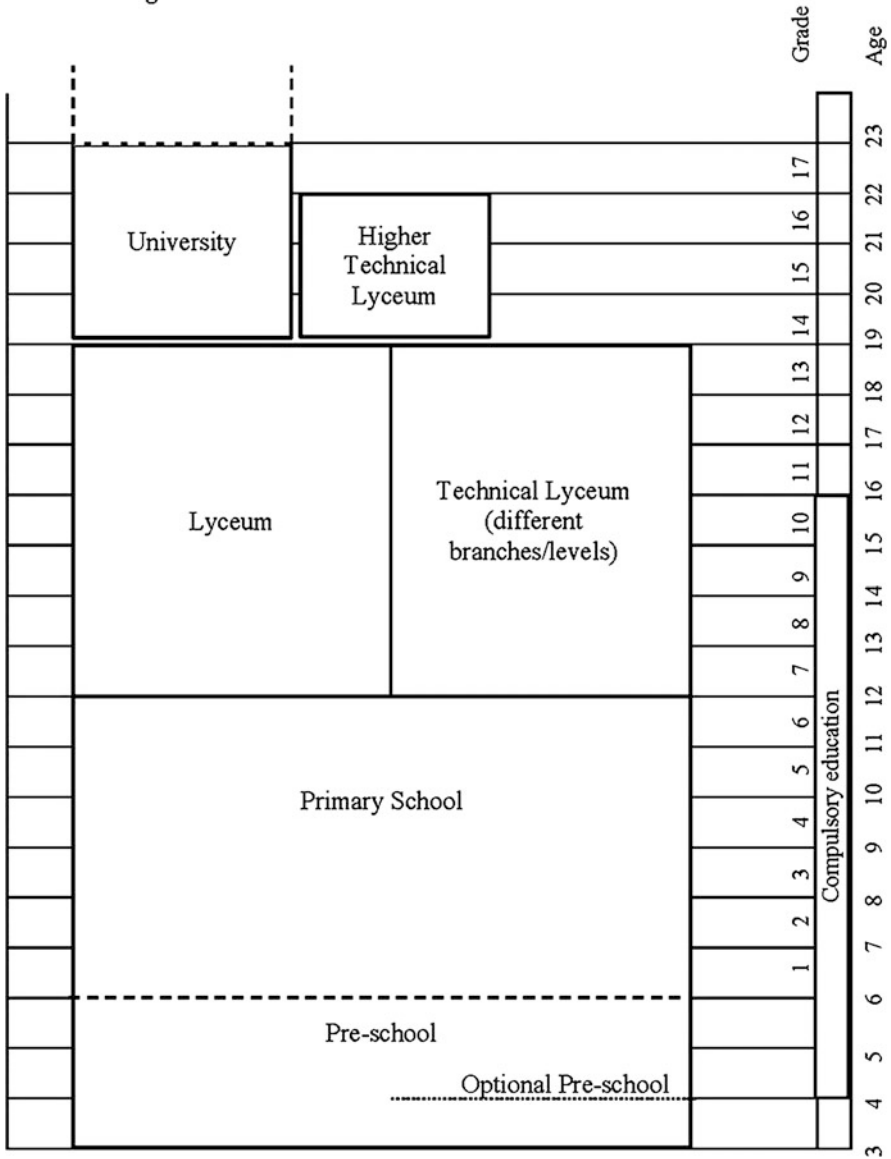 Grade
Age
University
Higher
Technical
Lyceum
Lyceum
Technical Lyceum
(different
branches/levels)
Primary School
Pre-school
Optional Pre-school
17
16
15
14
13
12
11
10
9
8
7
6
5
4
3
2
1
Compulsory education
23
22
21
20
19
18
17
16
15
14
13
12
11
10
9
8
7
6
5
4
3